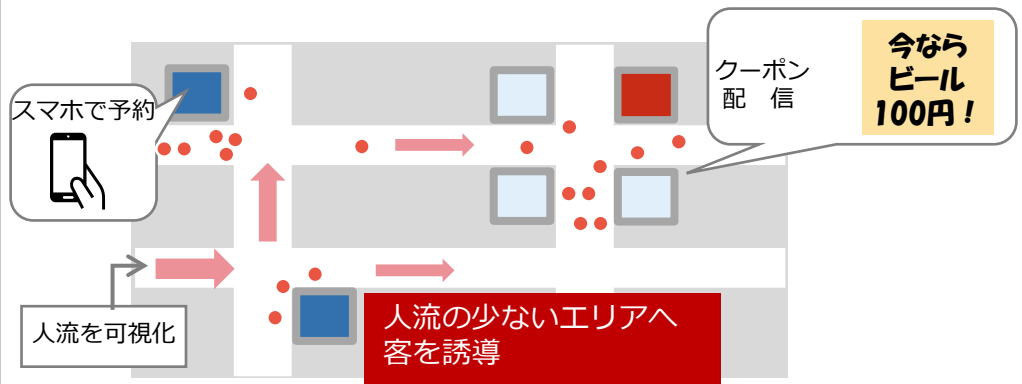 スマホで予約
クーポン
配　信
今なら
ビール
100円！
人流を可視化
人流の少ないエリアへ
客を誘導